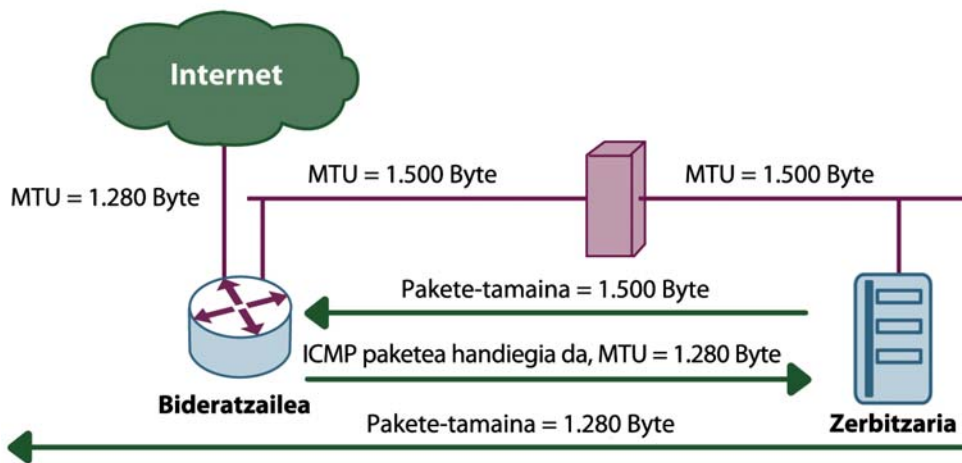 Internet
MTU = 1.500 Byte
MTU = 1.500 Byte
MTU = 1.280 Byte
Pakete-tamaina = 1.500 Byte
ICMP paketea handiegia da, MTU = 1.280 Byte
Bideratzailea
Zerbitzaria
Pakete-tamaina = 1.280 Byte